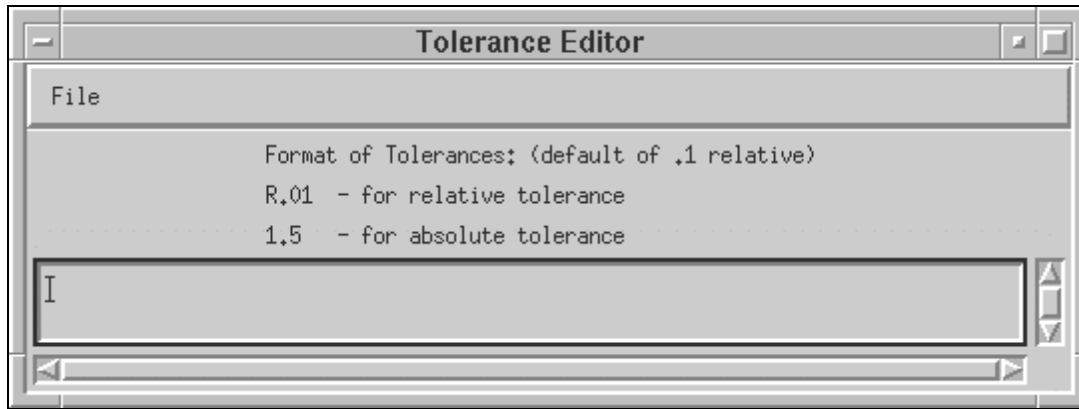 Tolerance Editor
File
Format of Tolerances: (default of .1 relative)
R.01 - for relative tolerance
1.5 - for absolute tolerance